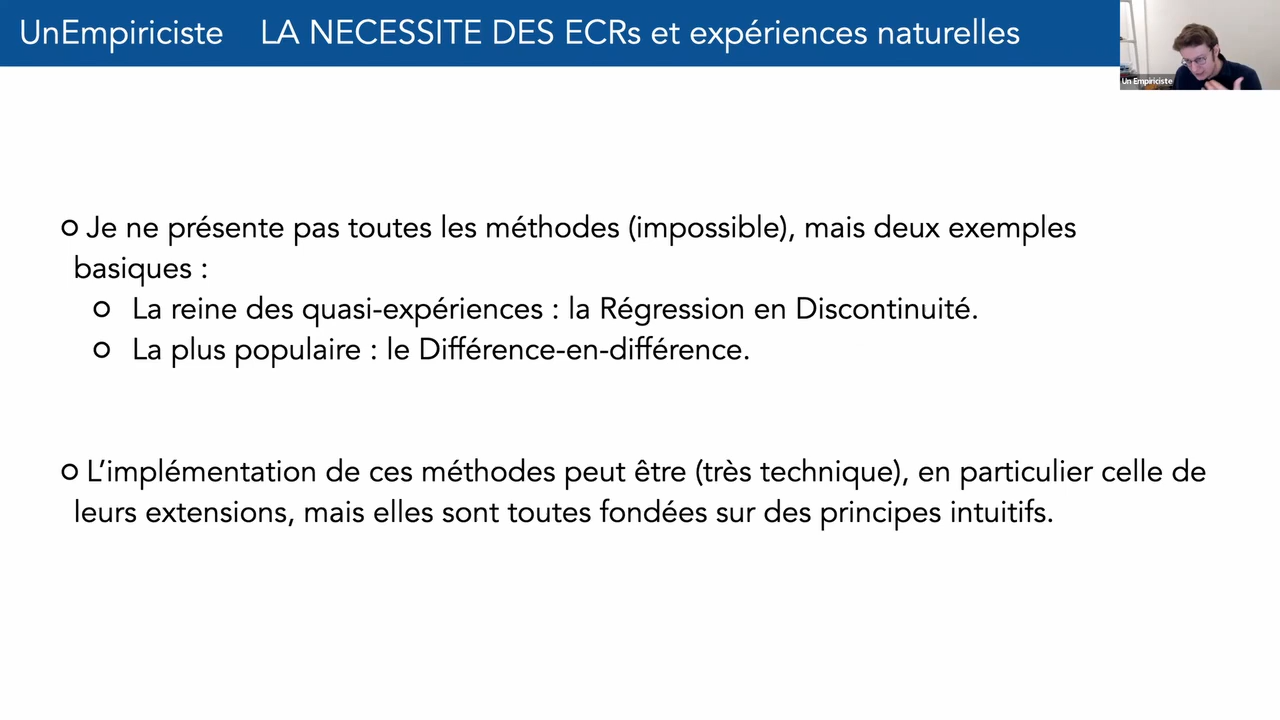 UnEmpiriciste LA NECESSITE DES ECRs et expériences naturelles
Un Empiriciste
Je ne présente pas toutes les méthodes (impossible), mais deux exemples
basiques :
La reine des quasi-expériences : la Régression en Discontinuité.
La plus populaire : le Différence-en-différence.
L’implémentation de ces méthodes peut être (très technique), en particulier celle de
leurs extensions, mais elles sont toutes fondées sur des principes intuitifs.